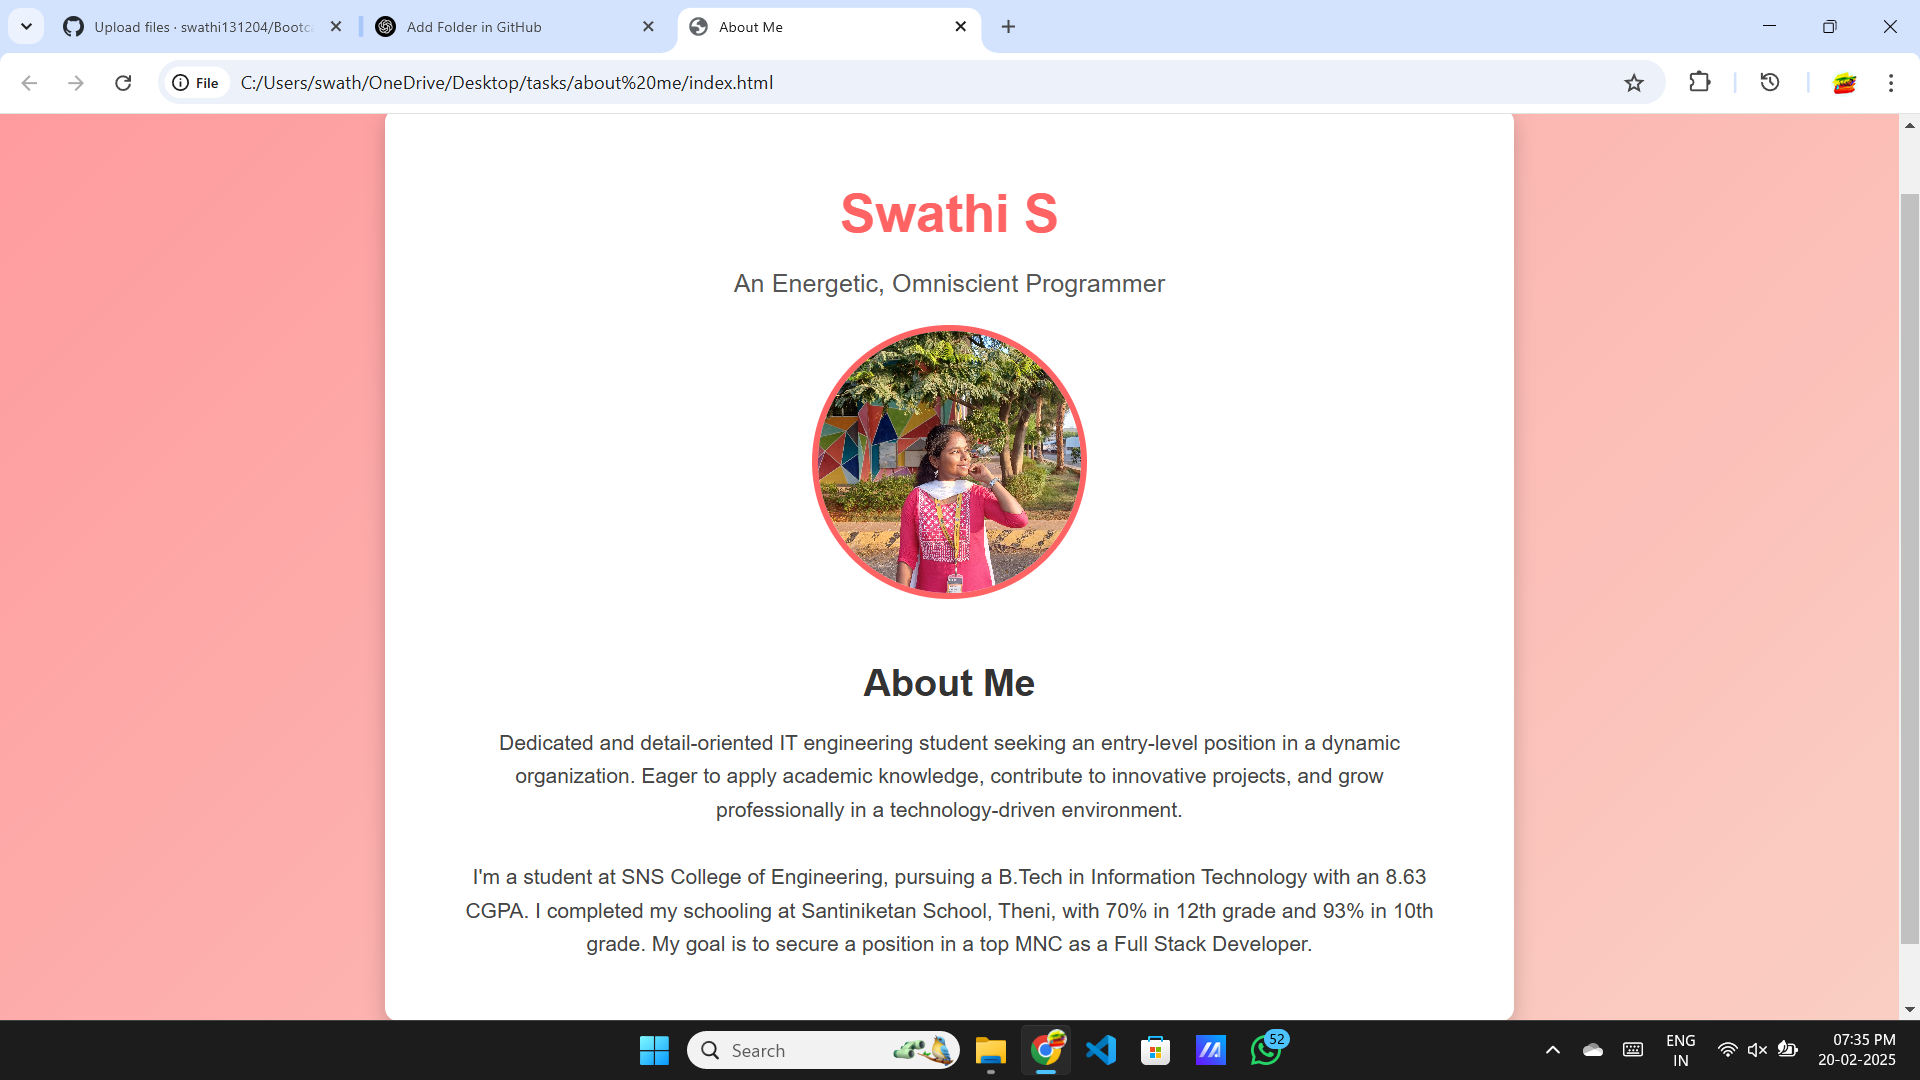 Upload files · swathi131204/Bootc
Add Folder in GitHub
About Me
File
C:/Users/swath/OneDrive/Desktop/tasks/about%20me/index.html
Swathi S
An Energetic, Omniscient Programmer
About Me
Dedicated and detail-oriented IT engineering student seeking an entry-level position in a dynamic
organization. Eager to apply academic knowledge, contribute to innovative projects, and grow
professionally in a technology-driven environment.
I'm a student at SNS College of Engineering, pursuing a B.Tech in Information Technology with an 8.63
CGPA. I completed my schooling at Santiniketan School, Theni, with 70% in 12th grade and 93% in 10th
grade. My goal is to secure a position in a top MNC as a Full Stack Developer.
Search
52
ENG
IN
07:35 PM
20-02-2025